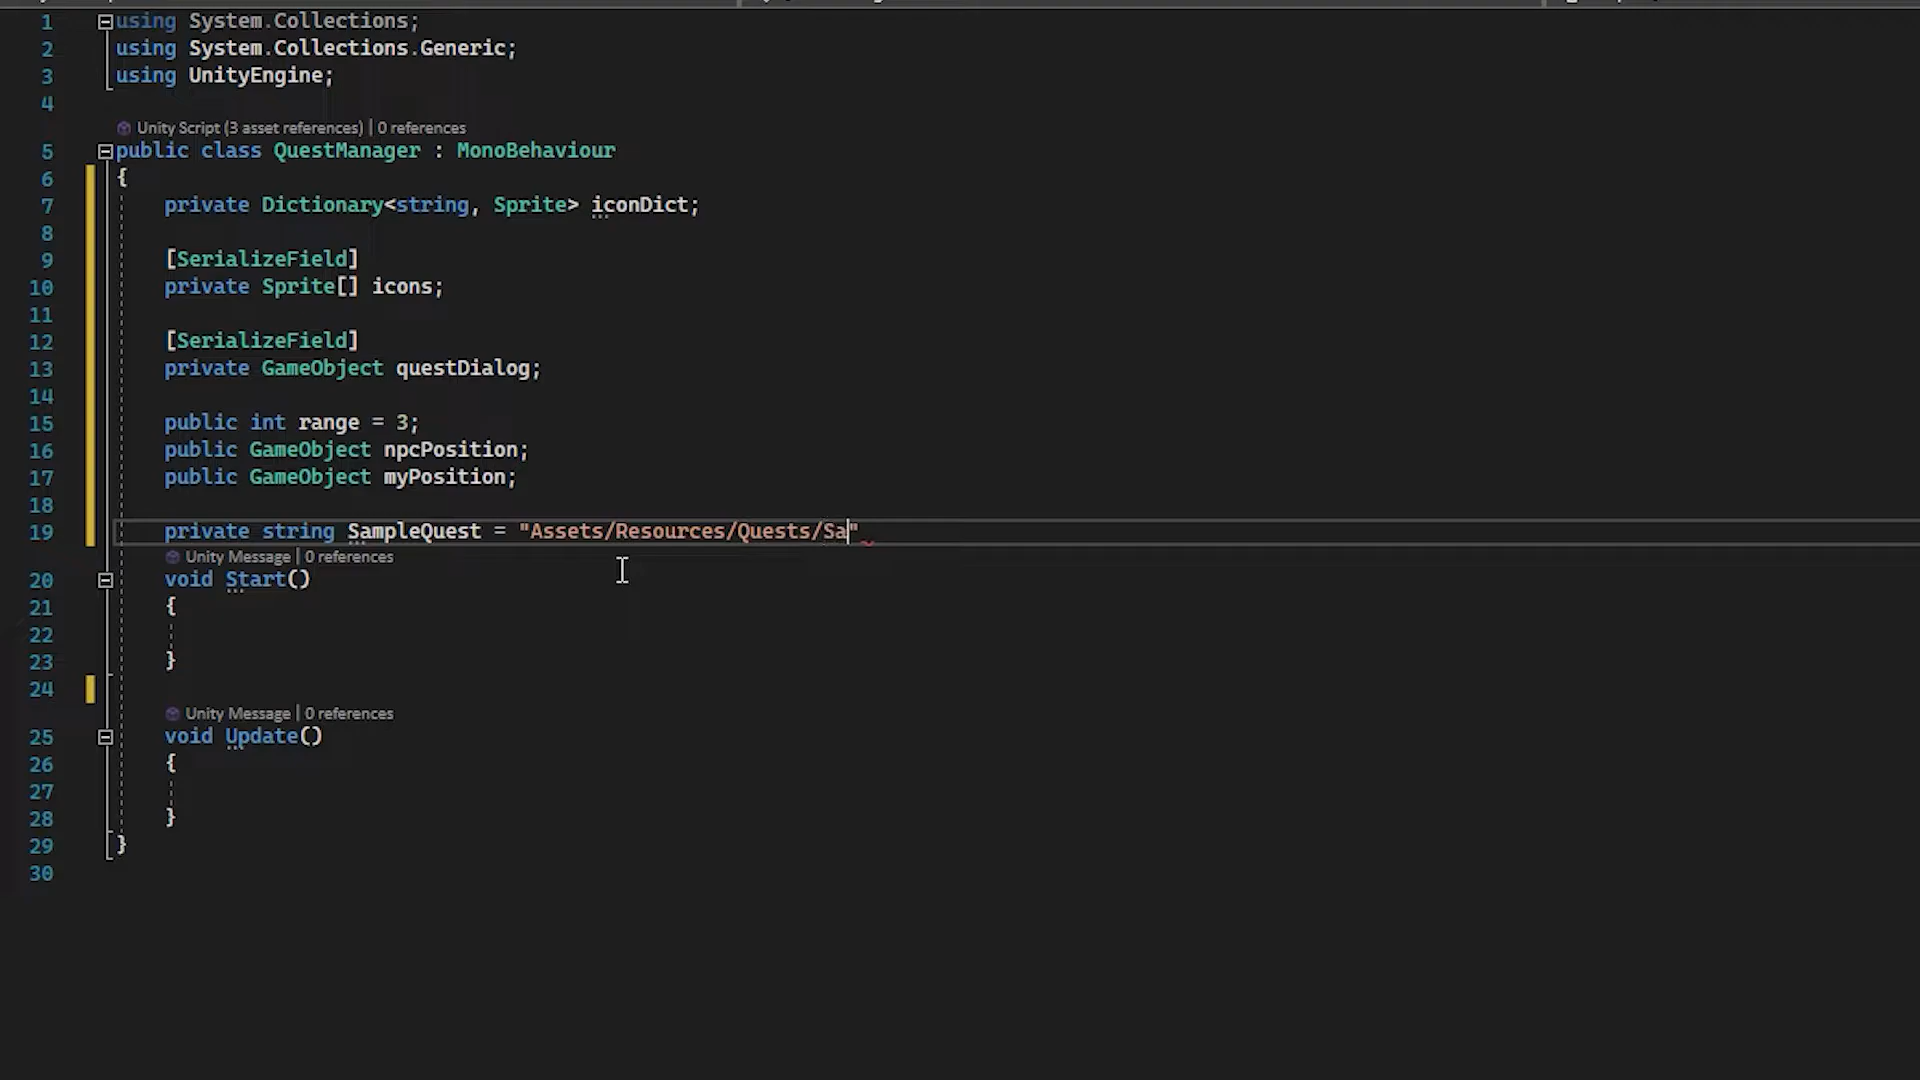 1 using System.Collections;
2 using System.Collections.Generic;
3 using UnityEngine;
4
Unity Script (3 asset references) | 0 references
5 public class QuestManager : MonoBehaviour
6 {
7 private Dictionary<string, Sprite> iconDict;
8
9 [SerializeField]
10 private Sprite[] icons;
11
12 [SerializeField]
13 private GameObject questDialog;
14
15 public int range = 3;
16 public GameObject npcPosition;
17 public GameObject myPosition;
18
19 private string SampleQuest = "Assets/Resources/Quests/Sa"
Unity Message | 0 references
20 void Start()
21 {
22
23 }
24
Unity Message | 0 references
25 void Update()
26 {
27
28 }
29 }
30